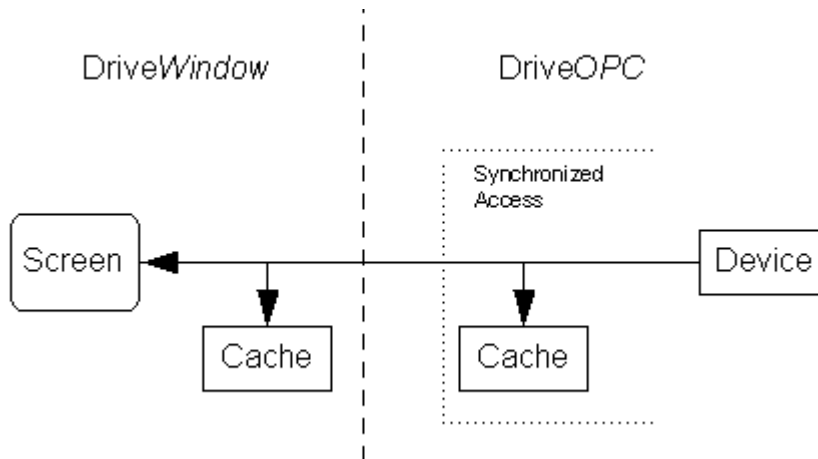 DriveWindow
DriveOPC
Synchronized
Access
Screen
Device
Cache
Cache